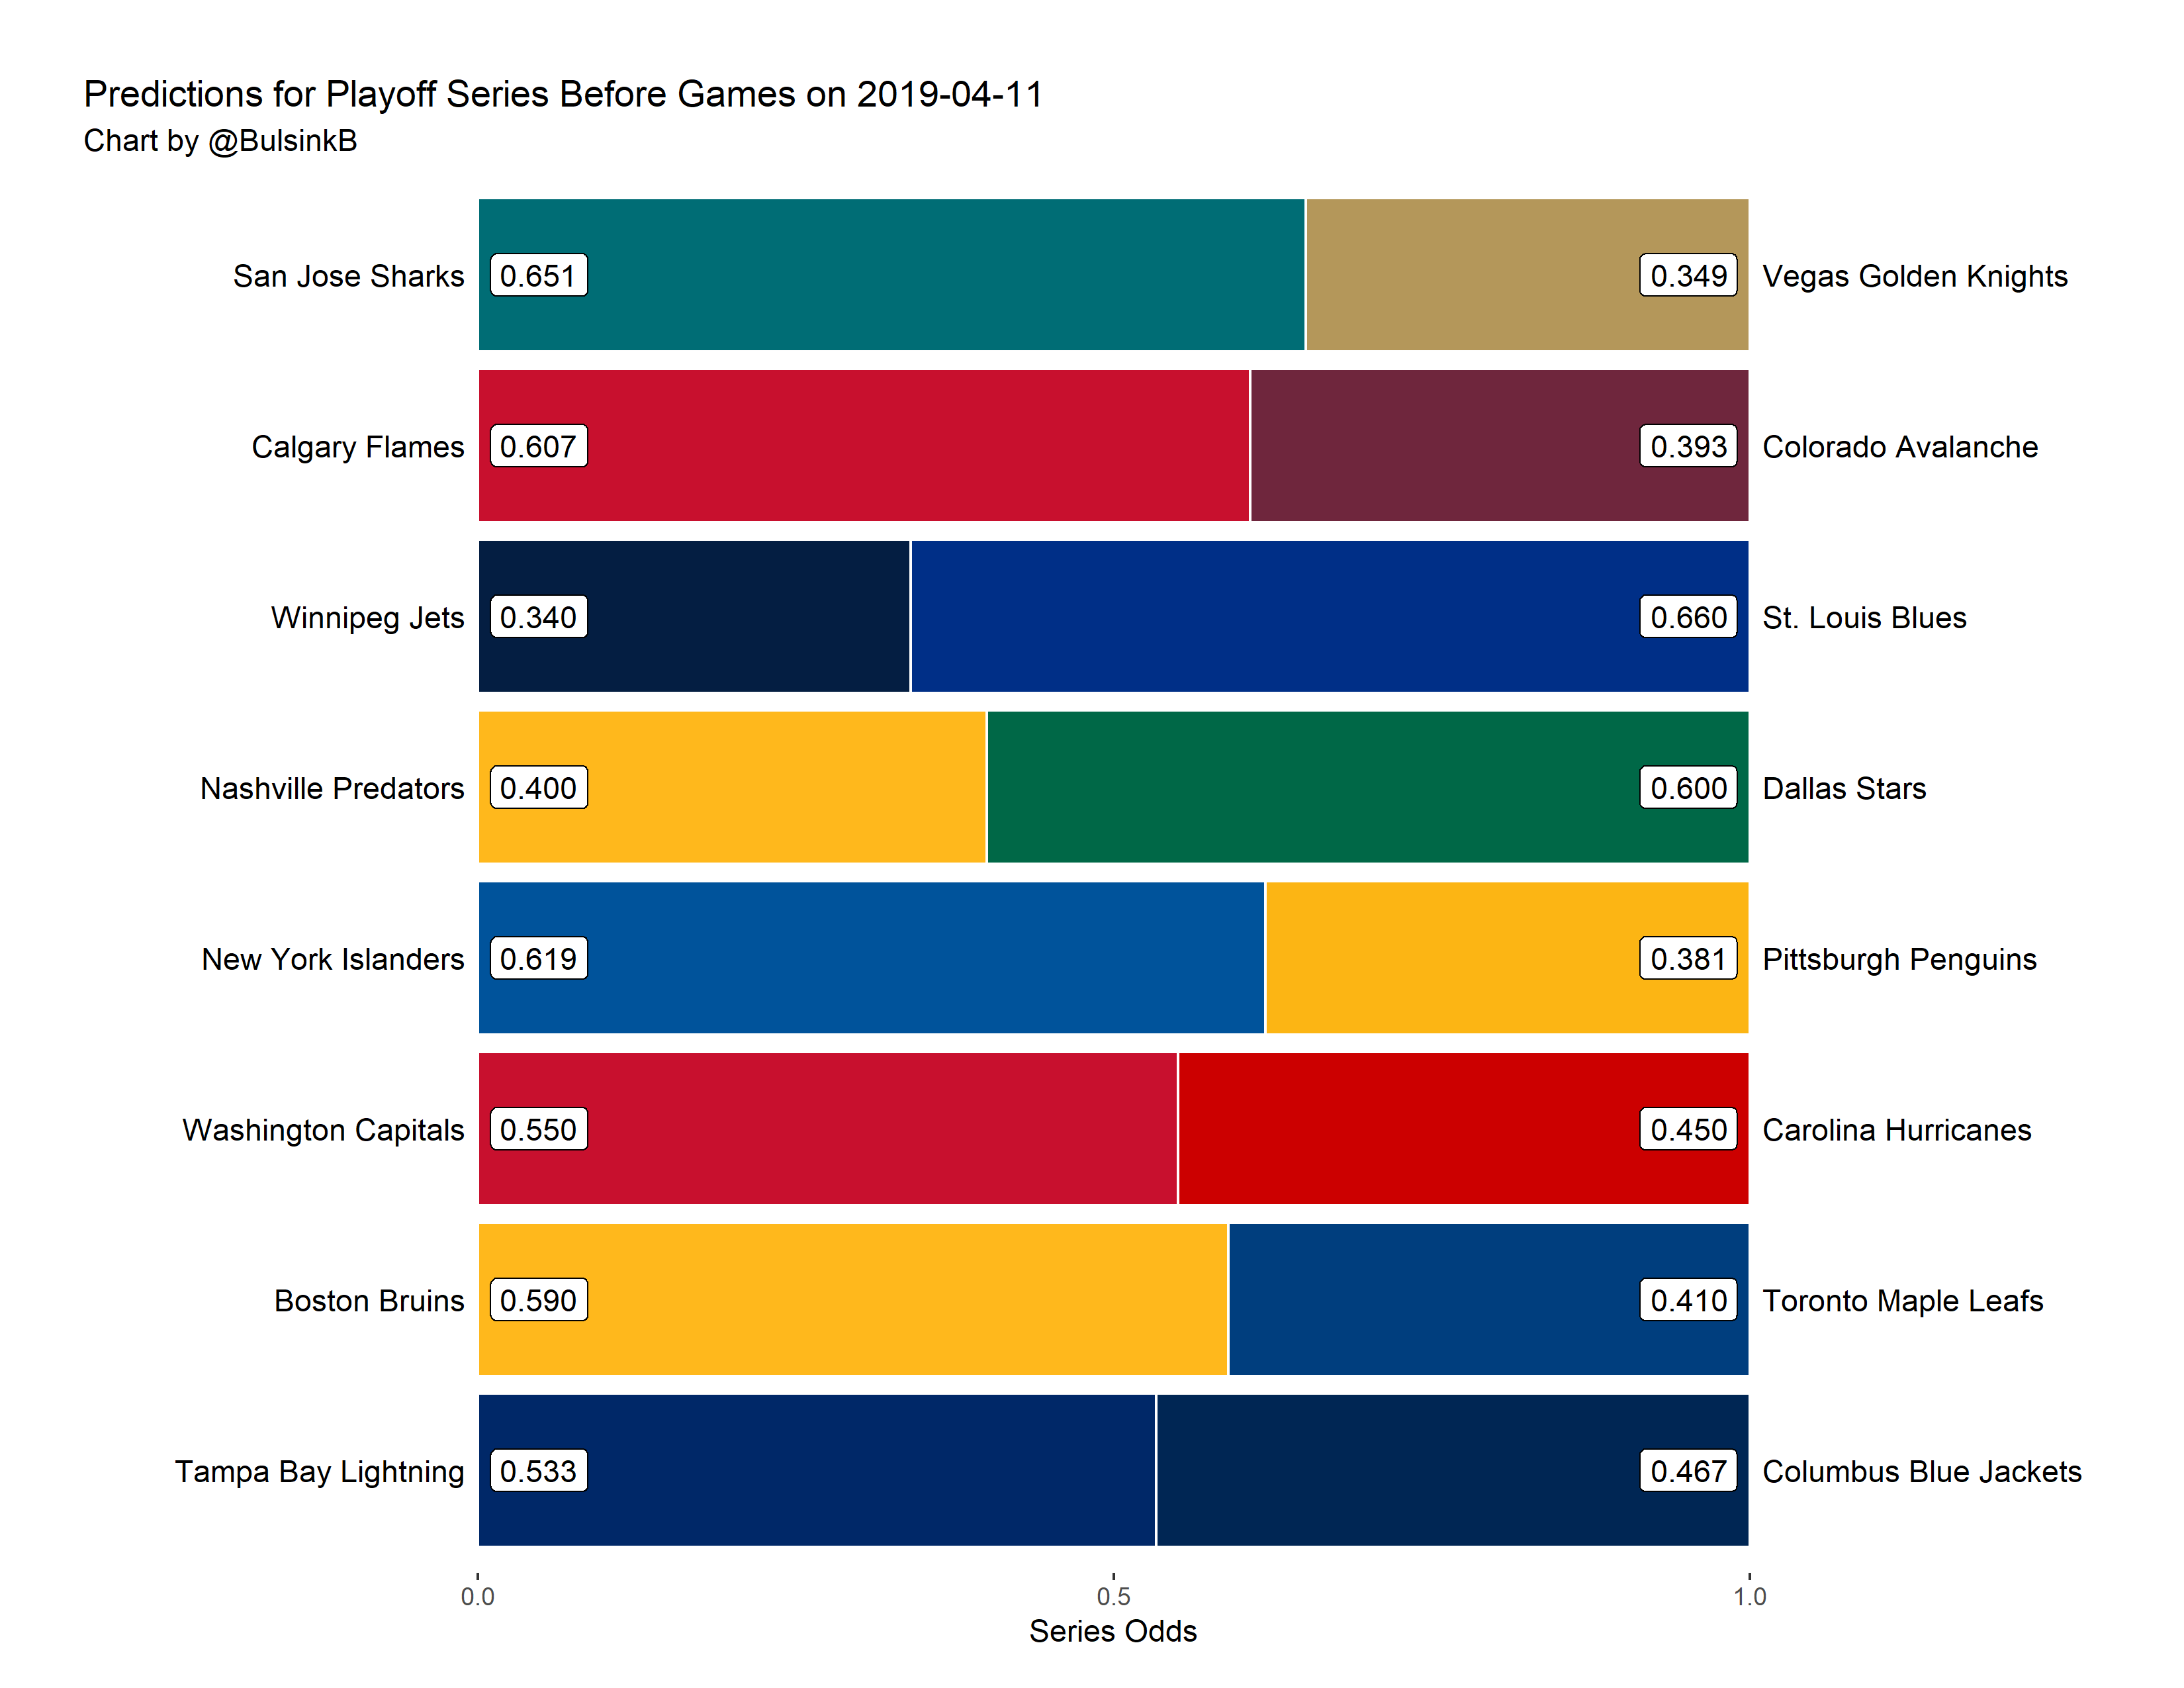 Predictions for Playoff Series Before Games on 2019-04-11
Chart by @BulsinkB
San Jose Sharks 0.651 0.349 Vegas Golden Knights
Calgary Flames 0.607 0.393 Colorado Avalanche
Winnipeg Jets 0.340 0.660 St. Louis Blues
Nashville Predators 0.400 0.600 Dallas Stars
New York Islanders 0.619 0.381 Pittsburgh Penguins
Washington Capitals 0.550 0.450 Carolina Hurricanes
Boston Bruins 0.590 0.410 Toronto Maple Leafs
Tampa Bay Lightning 0.533 0.467 Columbus Blue Jackets
0.0 0.5 1.0
Series Odds